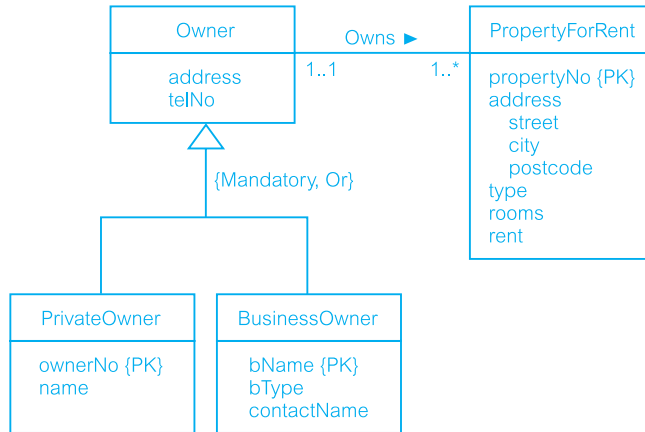 Owner
address
telNo
Owns ►
1..1
1..*
PropertyForRent
propertyNo {PK}
address
street
city
postcode
type
rooms
rent
{Mandatory, Or}
PrivateOwner
ownerNo {PK}
name
BusinessOwner
bName {PK}
bType
contactName